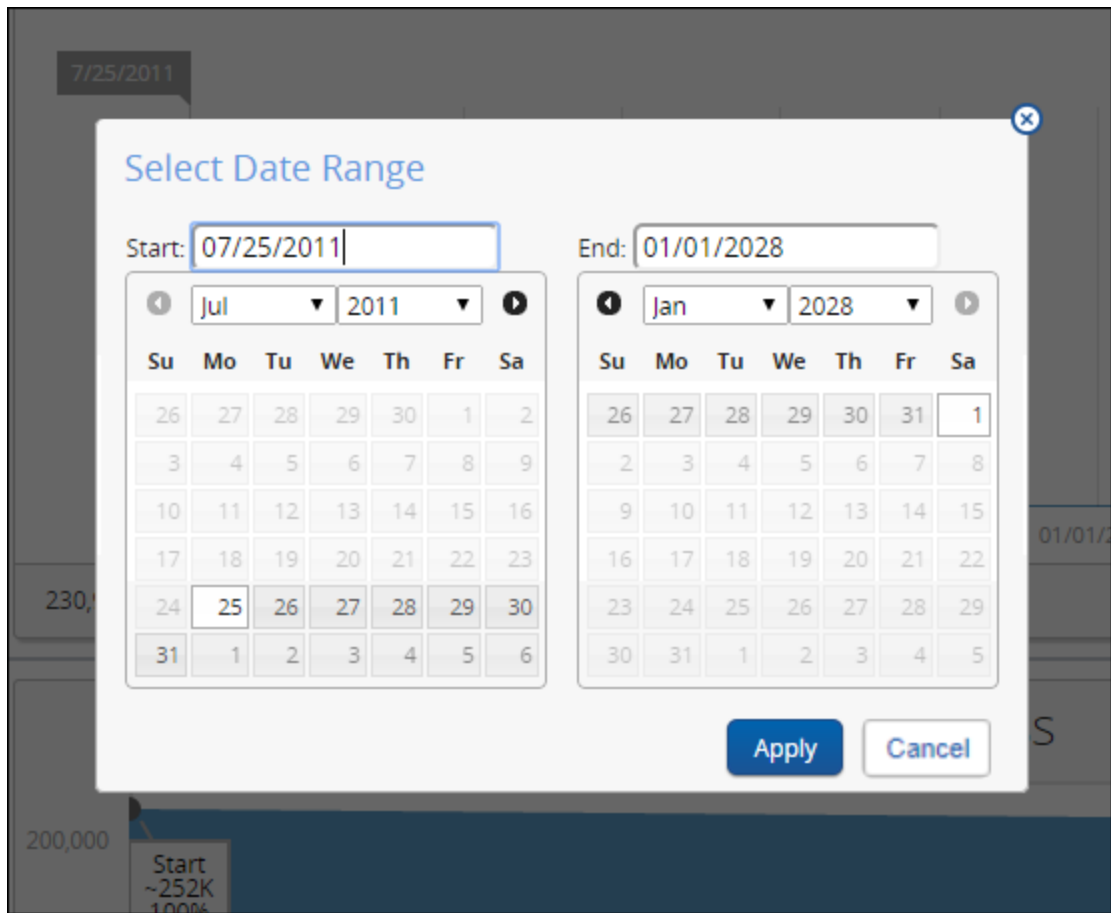 7/25/2011
Select Date Range
Start: 07/25/2011 End: 01/01/2028
Jul 2011 Jan 2028
Su Mo Tu We Th Fr Sa Su Mo Tu We Th Fr Sa
26 27 28 29 30 1 2 26 27 28 29 30 31 1
3 4 5 6 7 8 9 2 3 4 5 6 7 8
10 11 12 13 14 15 16 9 10 11 12 13 14 15
17 18 19 20 21 22 23 16 17 18 19 20 21 22
01/01/2
24 25 26 27 28 29 30 23 24 25 26 27 28 29
230,
31 1 2 3 4 5 6 30 31 1 2 3 4 5
Apply Cancel
S
200,000
Start
~252K
100%